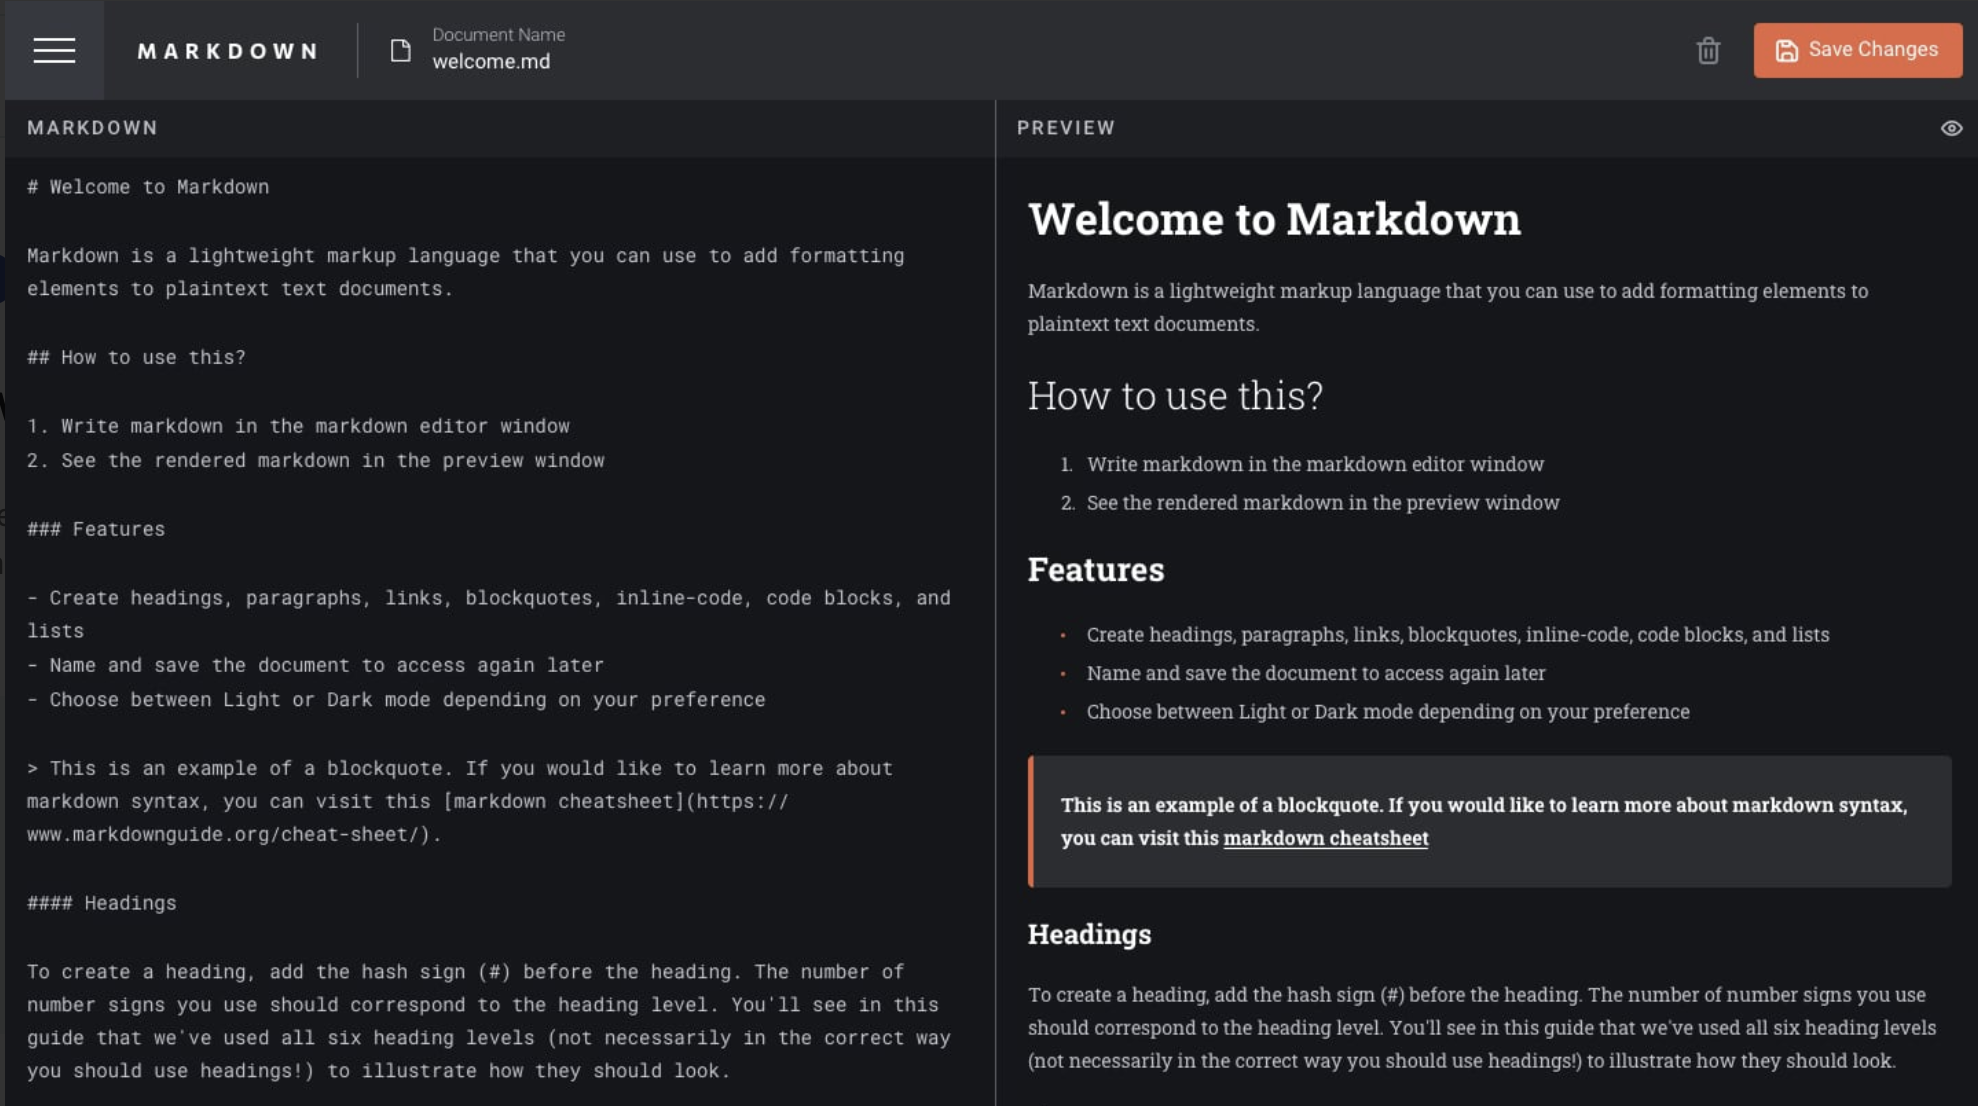 MARKDOWN
Document Name
welcome.md
Save Changes
MARKDOWN
# Welcome to Markdown
Markdown is a lightweight markup language that you can use to add formatting
elements to plaintext text documents.
## How to use this?
1. Write markdown in the markdown editor window
2. See the rendered markdown in the preview window
### Features
- Create headings, paragraphs, links, blockquotes, inline-code, code blocks, and
lists
- Name and save the document to access again later
- Choose between Light or Dark mode depending on your preference
> This is an example of a blockquote. If you would like to learn more about
markdown syntax, you can visit this [markdown cheatsheet](https://
www.markdownguide.org/cheat-sheet/).
#### Headings
To create a heading, add the hash sign (#) before the heading. The number of
number signs you use should correspond to the heading level. You'll see in this
guide that we've used all six heading levels (not necessarily in the correct way
you should use headings!) to illustrate how they should look.
PREVIEW
Welcome to Markdown
Markdown is a lightweight markup language that you can use to add formatting elements to
plaintext text documents.
How to use this?
1. Write markdown in the markdown editor window
2. See the rendered markdown in the preview window
Features
• Create headings, paragraphs, links, blockquotes, inline-code, code blocks, and lists
• Name and save the document to access again later
• Choose between Light or Dark mode depending on your preference
This is an example of a blockquote. If you would like to learn more about markdown syntax,
you can visit this markdown cheatsheet
Headings
To create a heading, add the hash sign (#) before the heading. The number of number signs you use
should correspond to the heading level. You'll see in this guide that we've used all six heading levels
(not necessarily in the correct way you should use headings!) to illustrate how they should look.